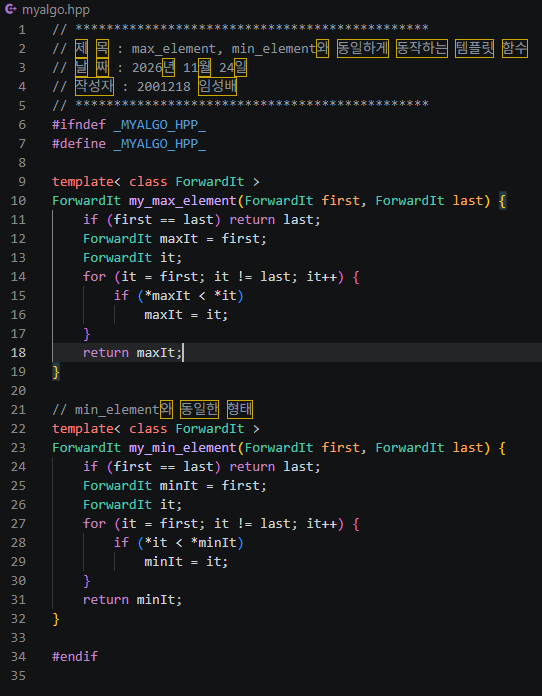 myalgo.hpp
1 // **********************************************
2 // 제 목 : max_element, min_element와 동일하게 동작하는 템플릿 함수
3 // 날 짜 : 2026년 11월 24일
4 // 작성자 : 2001218 임성배
5 // **********************************************
6 #ifndef _MYALGO_HPP_
7 #define _MYALGO_HPP_
8
9 template< class ForwardIt >
10 ForwardIt my_max_element(ForwardIt first, ForwardIt last) {
11 if (first == last) return last;
12 ForwardIt maxIt = first;
13 ForwardIt it;
14 for (it = first; it != last; it++) {
15 if (*maxIt < *it)
16 maxIt = it;
17 }
18 return maxIt;
19 }
20
21 // min_element와 동일한 형태
22 template< class ForwardIt >
23 ForwardIt my_min_element(ForwardIt first, ForwardIt last) {
24 if (first == last) return last;
25 ForwardIt minIt = first;
26 ForwardIt it;
27 for (it = first; it != last; it++) {
28 if (*it < *minIt)
29 minIt = it;
30 }
31 return minIt;
32 }
33
34 #endif
35